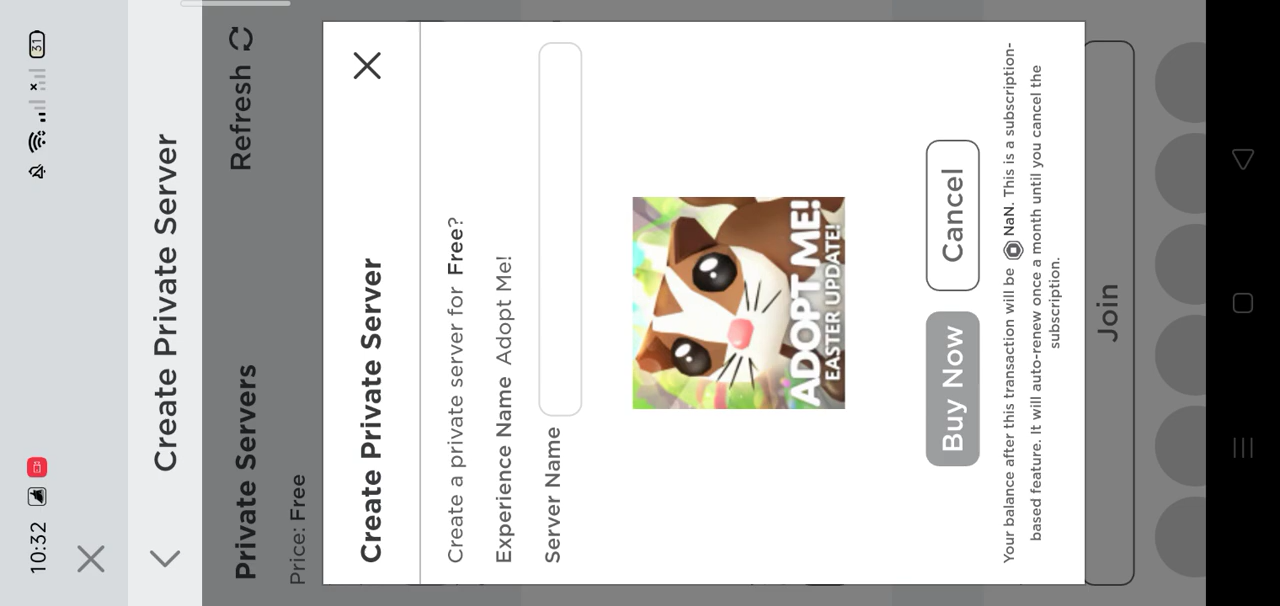 10:32
31
Create Private Server
Private Servers
Refresh
Price: Free
Create Private Server
Create a private server for Free?
Experience Name Adopt Me!
Server Name
ADOPT ME!
EASTER UPDATE!
Buy Now
Cancel
Your balance after this transaction will be NaN. This is a subscription-
based feature. It will auto-renew once a month until you cancel the
subscription.
Join